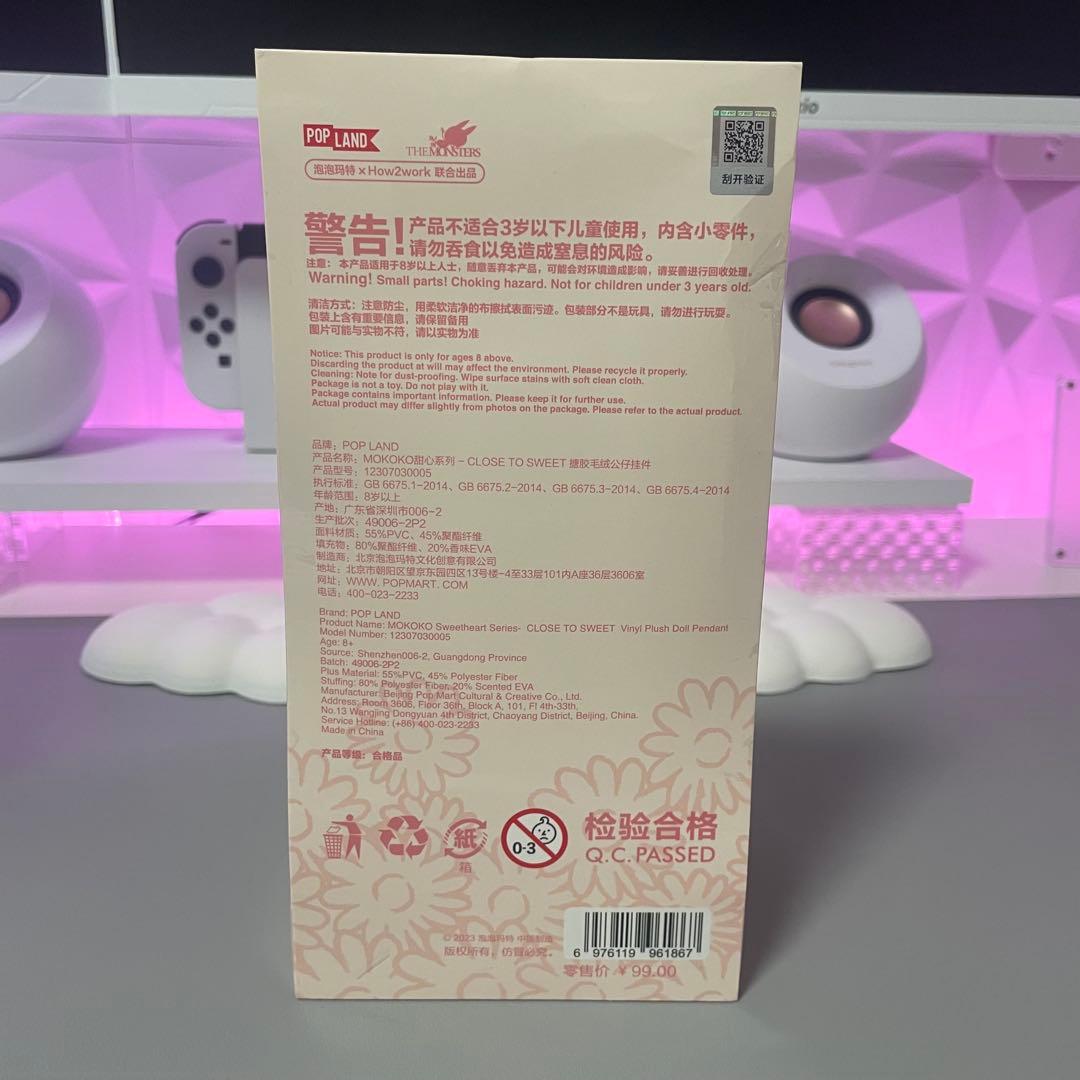 POP LAND
THE MONSTERS
泡泡玛特 × How2work 联合出品
刮开验证
警告! 产品不适合3岁以下儿童使用，内含小零件，
请勿吞食以免造成窒息的风险。
注意: 本产品适用于8岁以上人士，随意丢弃本产品，可能会对环境造成影响，请妥善进行回收处理。
Warning! Small parts! Choking hazard. Not for children under 3 years old.
清洁方式：注意防尘，用柔软洁净的布擦拭表面污迹。包装部分不是玩具，请勿进行玩耍。
包装上含有重要信息，请保留备用
图片可能与实物不符，请以实物为准
Notice: This product is only for ages 8 above.
Discarding the product at will may affect the environment. Please recycle it properly.
Cleaning: Note for dust-proofing. Wipe surface stains with soft clean cloth.
Package is not a toy. Do not play with it.
Package contains important information. Please keep it for further use.
Actual product may differ slightly from photos on the package. Please refer to the actual product.
品牌：POP LAND
产品名称：MOKOKO甜心系列 – CLOSE TO SWEET 搪胶毛绒公仔挂件
产品型号：12307030005
执行标准：GB 6675.1–2014、GB 6675.2–2014、GB 6675.3–2014、GB 6675.4–2014
年龄范围：8岁以上
产地：广东省深圳市006–2
生产批次：49006–2P2
面料材质：55%PVC、45%聚酯纤维
填充物：80%聚酯纤维、20%香味EVA
制造商：北京泡泡玛特文化创意有限公司
地址：北京市朝阳区望京东园四区13号楼–4至33层101内A座36层3606室
网址：WWW. POPMART. COM
电话：400-023-2233
Brand: POP LAND
Product Name: MOKOKO Sweetheart Series- CLOSE TO SWEET Vinyl Plush Doll Pendant
Model Number: 12307030005
Age: 8+
Source: Shenzhen006-2, Guangdong Province
Batch: 49006-2P2
Plus Material: 55%PVC, 45% Polyester Fiber
Stuffing: 80% Polyester Fiber, 20% Scented EVA
Manufacturer: Beijing Pop Mart Cultural & Creative Co., Ltd.
Address: Room 3606, Floor 36th, Block A, 101, Fl 4th-33th,
No.13 Wangjing Dongyuan 4th District, Chaoyang District, Beijing, China.
Service Hotline: (+86) 400-023-2233
Made in China
产品等级：合格品
紙
箱
0-3
检验合格
Q.C. PASSED
© 2023 泡泡玛特 中国制造
版权所有，仿冒必究。
6 976119 961867
零售价 ￥99.00